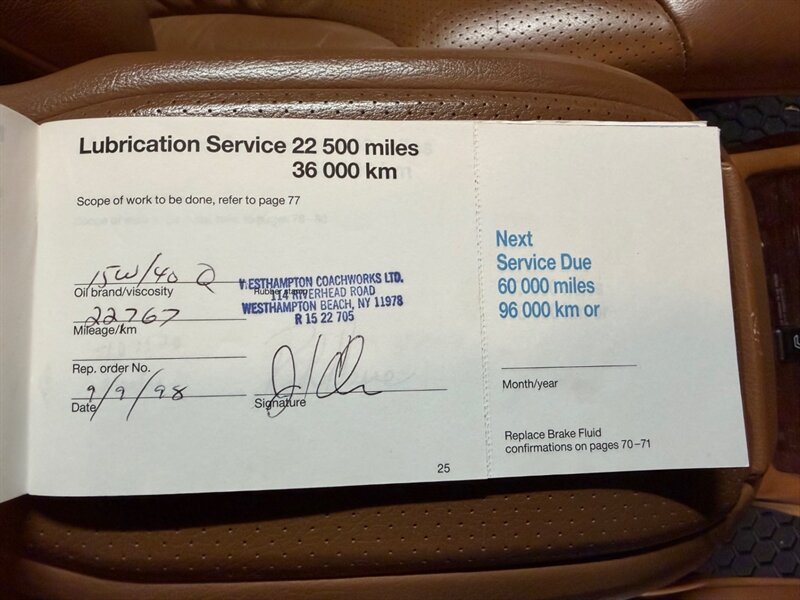 Lubrication Service 22 500 miles
36 000 km
Scope of work to be done, refer to page 77
15W/40 Q
Oil brand/viscosity
22767
Mileage/km
Rep. order No.
9/9/98
Date
WESTHAMPTON COACHWORKS LTD.
Rubber stamp
114 RIVERHEAD ROAD
WESTHAMPTON BEACH, NY 11978
R 15 22 705
Signature
25
Next
Service Due
60 000 miles
96 000 km or
Month/year
Replace Brake Fluid
confirmations on pages 70–71